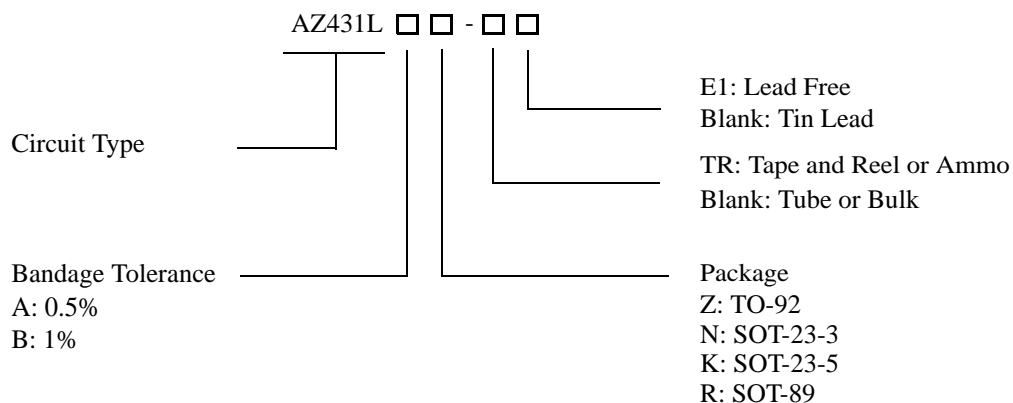 AZ431L □ □ - □ □
E1: Lead Free
Blank: Tin Lead
Circuit Type
TR: Tape and Reel or Ammo
Blank: Tube or Bulk
Bandage Tolerance
A: 0.5%
B: 1%
Package
Z: TO-92
N: SOT-23-3
K: SOT-23-5
R: SOT-89